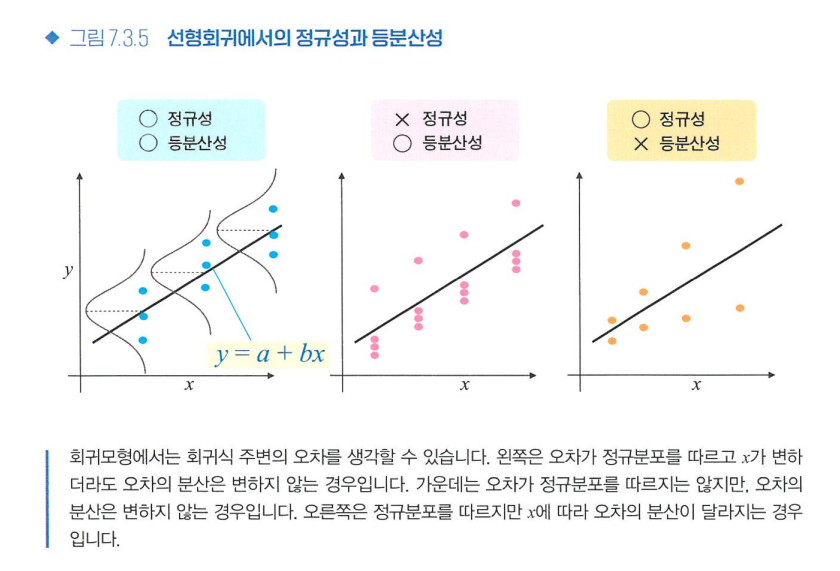 ◆ 그림 7.3.5 선형회귀에서의 정규성과 등분산성
○ 정규성
○ 등분산성
× 정규성
○ 등분산성
○ 정규성
× 등분산성
y
y = a + bx
x
x
x
회귀모형에서는 회귀식 주변의 오차를 생각할 수 있습니다. 왼쪽은 오차가 정규분포를 따르고 x가 변하
더라도 오차의 분산은 변하지 않는 경우입니다. 가운데는 오차가 정규분포를 따르지는 않지만, 오차의
분산은 변하지 않는 경우입니다. 오른쪽은 정규분포를 따르지만 x에 따라 오차의 분산이 달라지는 경우
입니다.